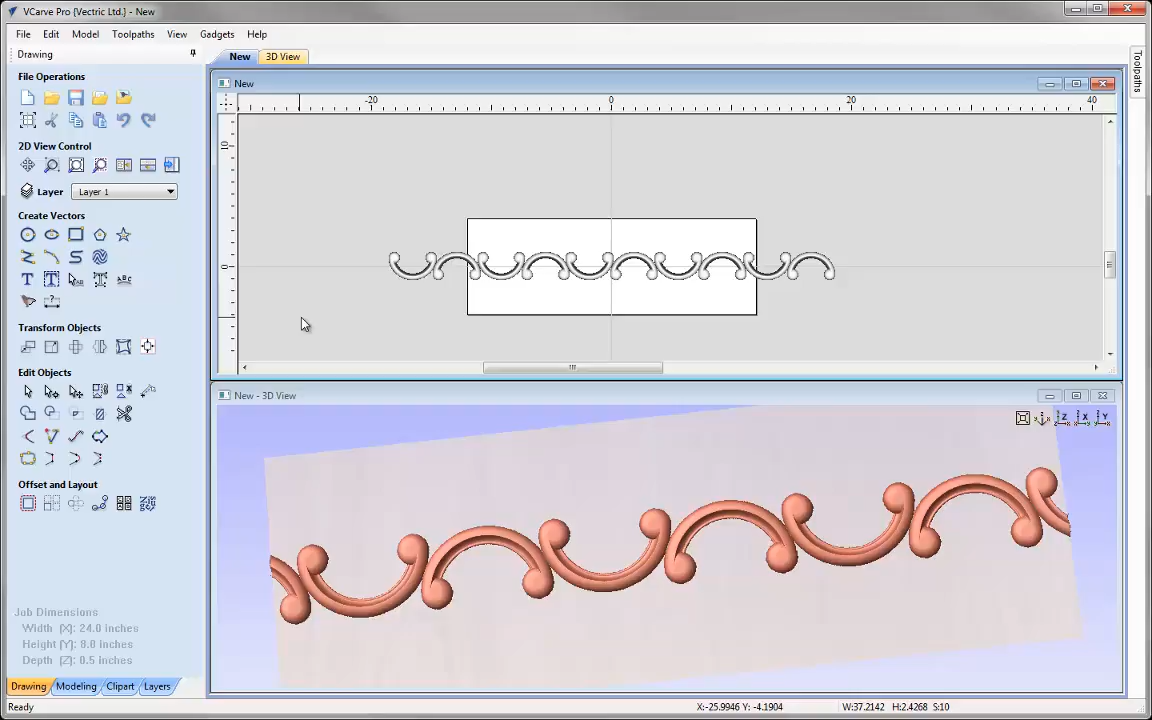 VCarve Pro {Vectric Ltd.} - New
File Edit Model Toolpaths View Gadgets Help
Drawing
New 3D View
Toolpaths
File Operations
New
-20 0 20 40
10
0
2D View Control
Layer Layer 1
Create Vectors
Transform Objects
Edit Objects
New - 3D View
Z X Y
Offset and Layout
Job Dimensions
Width (X): 24.0 inches
Height (Y): 8.0 inches
Depth (Z): 0.5 inches
Drawing Modeling Clipart Layers
Ready X:-25.9946 Y: -4.1904 W:37.2142 H:2.4268 S:10